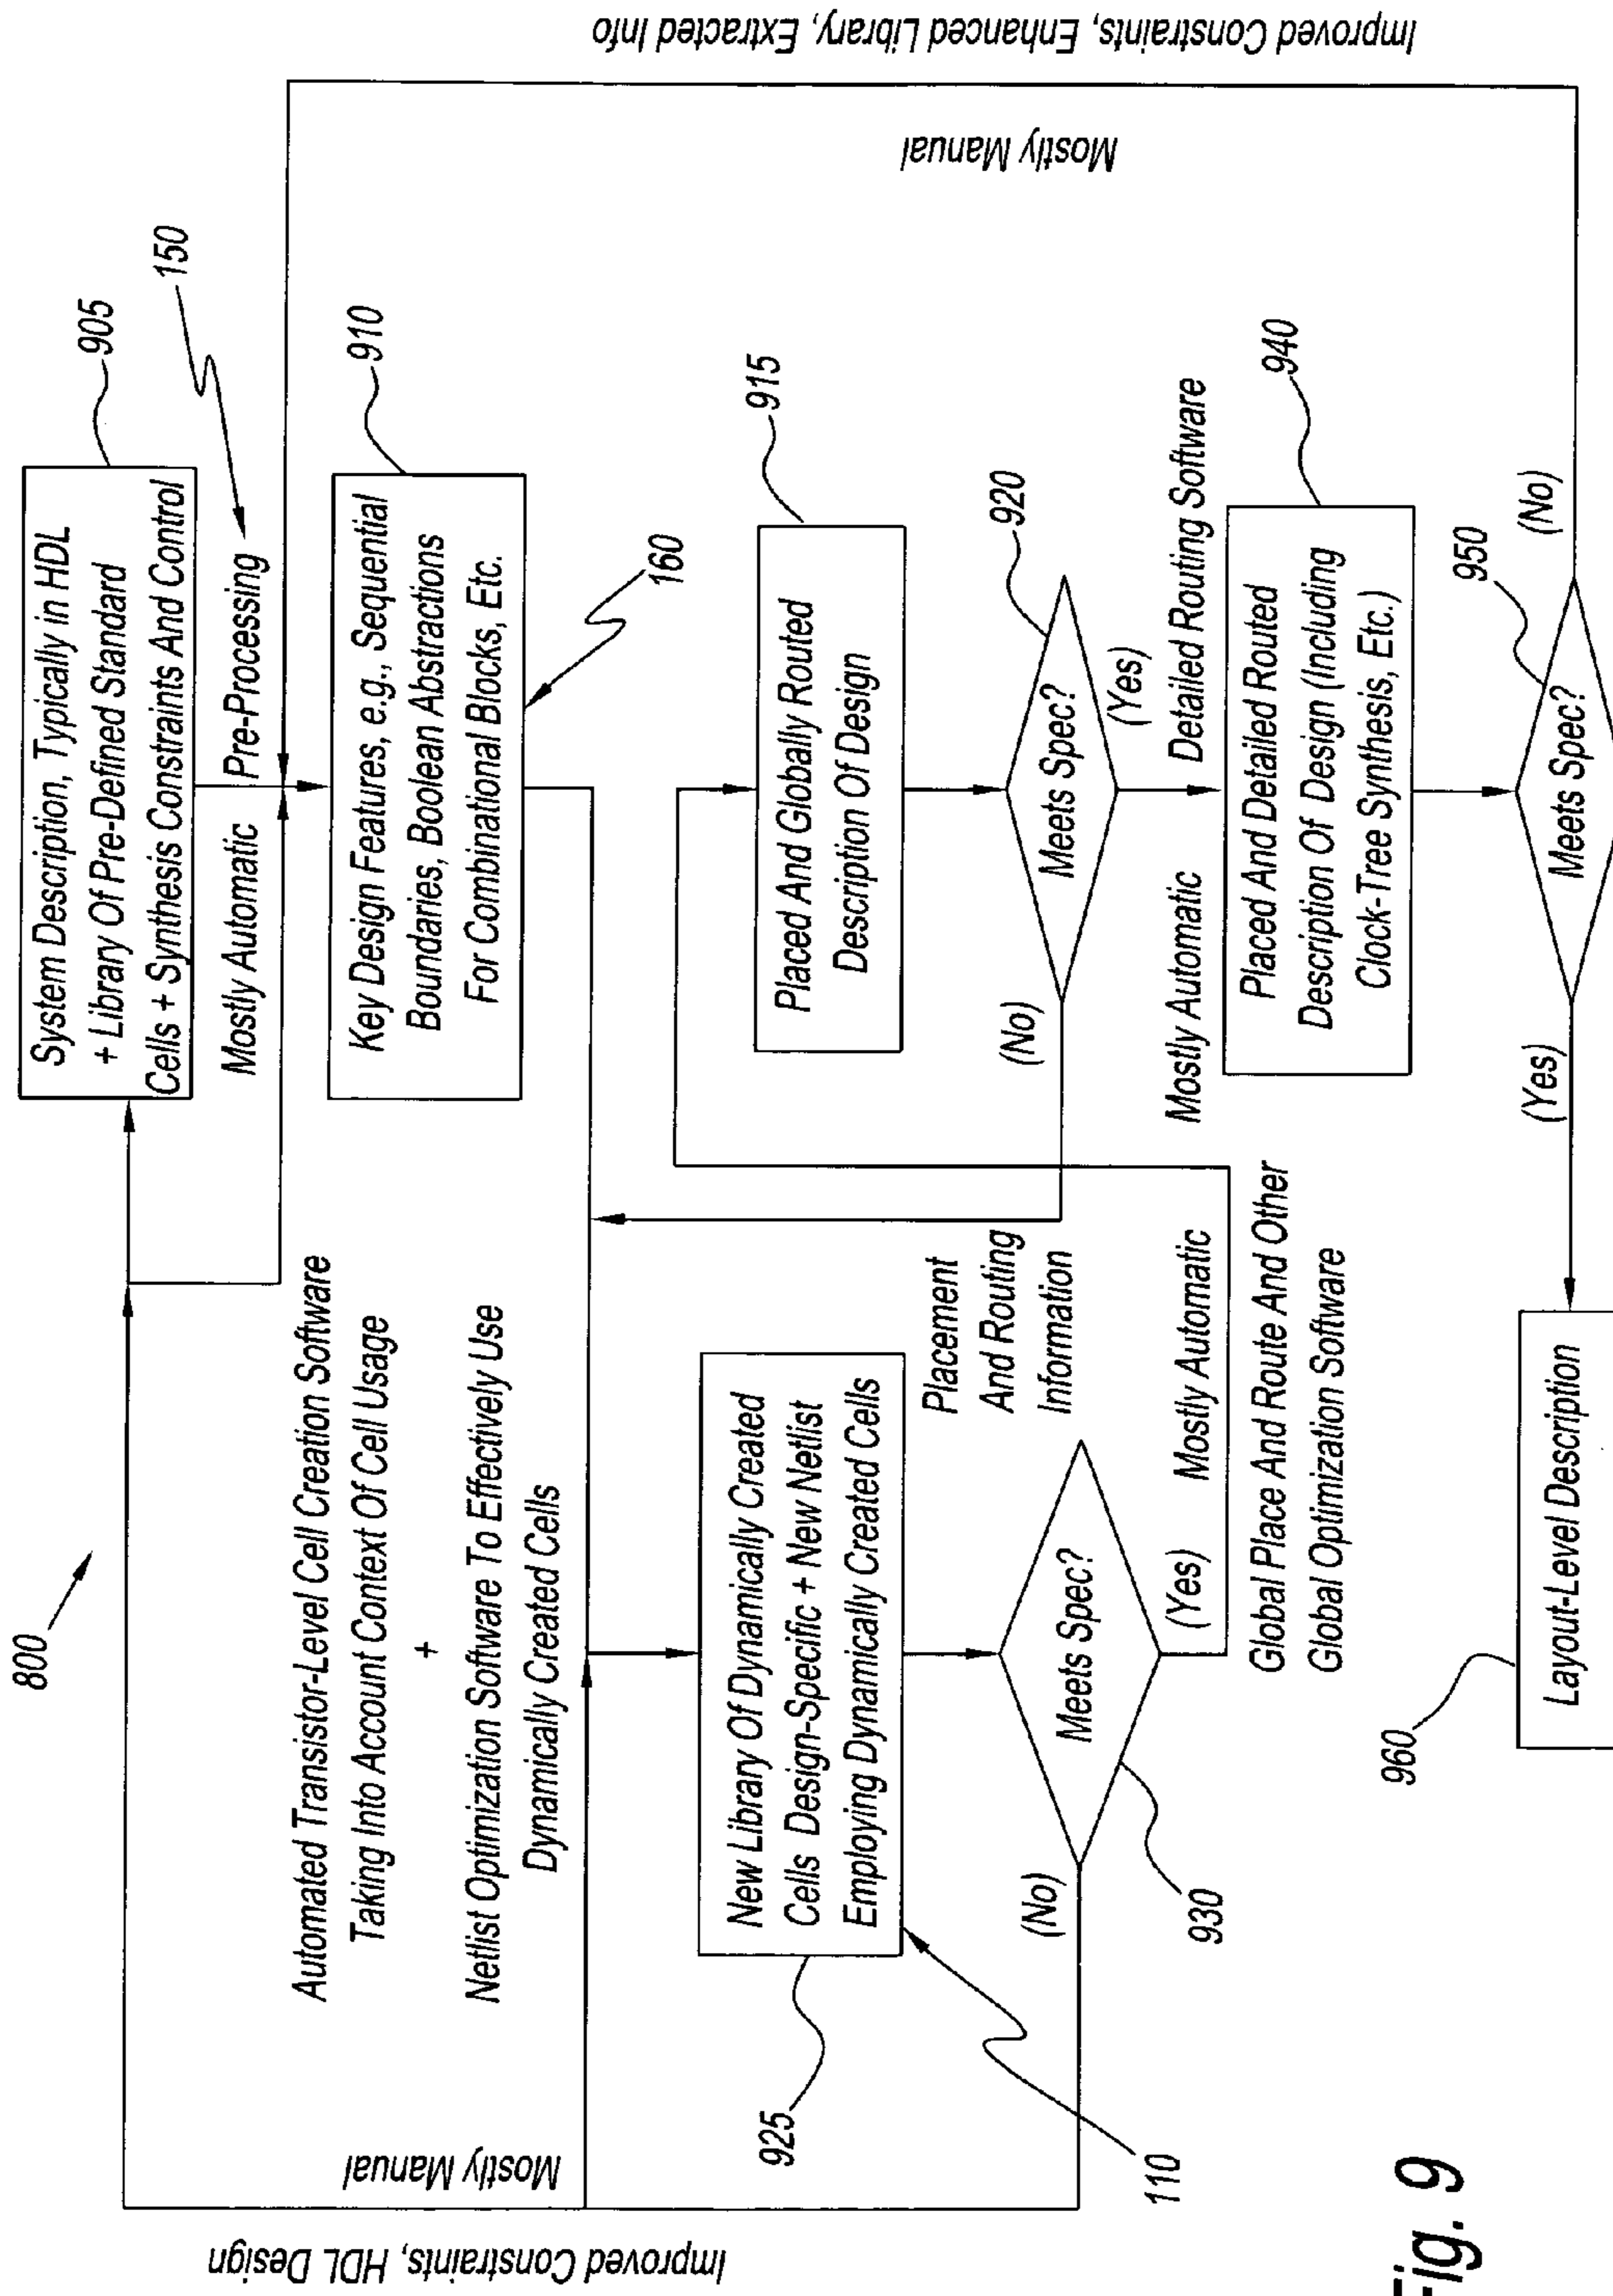 800
System Description, Typically in HDL
+ Library Of Pre-Defined Standard
Cells + Synthesis Constraints And Control
905
Mostly Automatic
Pre-Processing
150
Key Design Features, e.g., Sequential
Boundaries, Boolean Abstractions
For Combinational Blocks, Etc.
910
160
Automated Transistor-Level Cell Creation Software
Taking Into Account Context Of Cell Usage
+
Netlist Optimization Software To Effectively Use
Dynamically Created Cells
Improved Constraints, HDL Design
Mostly Manual
New Library Of Dynamically Created
Cells Design-Specific + New Netlist
Employing Dynamically Created Cells
925
110
Meets Spec?
930
(No)
(Yes)
Mostly Automatic
Global Place And Route And Other
Global Optimization Software
Placement
And Routing
Information
Placed And Globally Routed
Description Of Design
915
Meets Spec?
920
(No)
(Yes)
Mostly Automatic
Detailed Routing Software
Placed And Detailed Routed
Description Of Design (Including
Clock-Tree Synthesis, Etc.)
940
Meets Spec?
950
(Yes)
(No)
Mostly Manual
Improved Constraints, Enhanced Library, Extracted Info
Layout-Level Description
960
Fig. 9